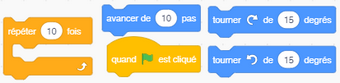 avancer de 10 pas
tourner de 15 degrés
répéter 10 fois
quand est cliqué
tourner de 15 degrés